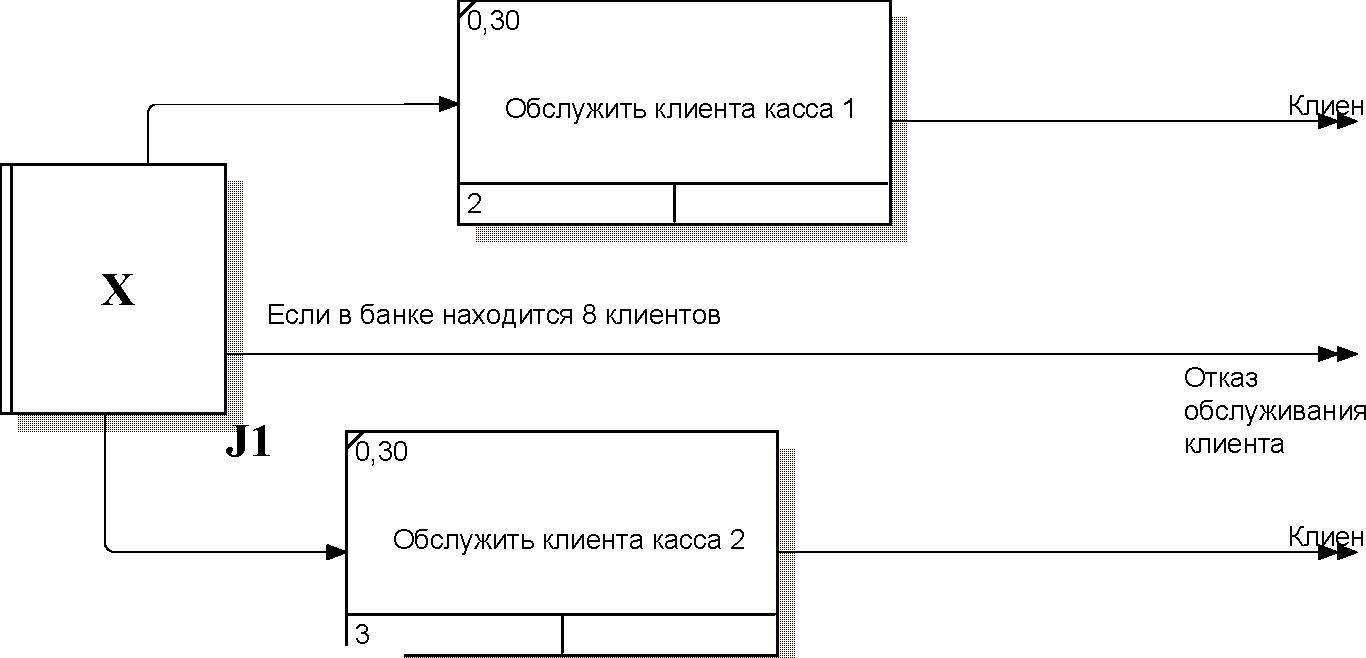 0,30
Обслужить клиента касса 1
Клиен
2
X
Если в банке находится 8 клиентов
Отказ
обслуживания
клиента
J1
0,30
Обслужить клиента касса 2
Клиен
3